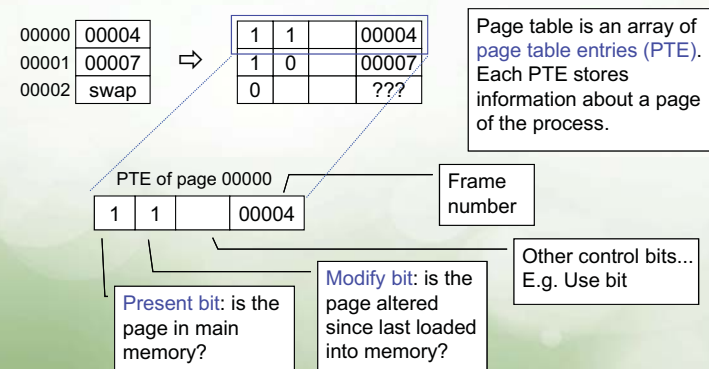 00000 00004
00001 00007
00002 swap
⇨
1 1 00004
1 0 00007
0 ???
Page table is an array of
page table entries (PTE).
Each PTE stores
information about a page
of the process.
PTE of page 00000
1 1 00004
Frame
number
Other control bits...
E.g. Use bit
Modify bit: is the
page altered
since last loaded
into memory?
Present bit: is the
page in main
memory?